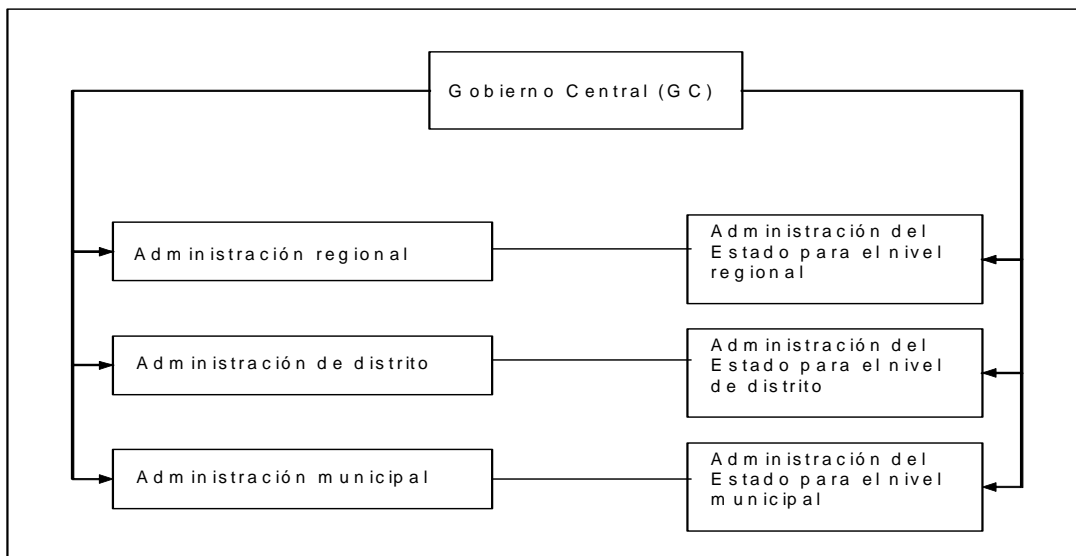 Gobierno Central (GC)
Administración regional
Administración del
Estado para el nivel
regional
Administración de distrito
Administración del
Estado para el nivel
de distrito
Administración municipal
Administración del
Estado para el nivel
municipal